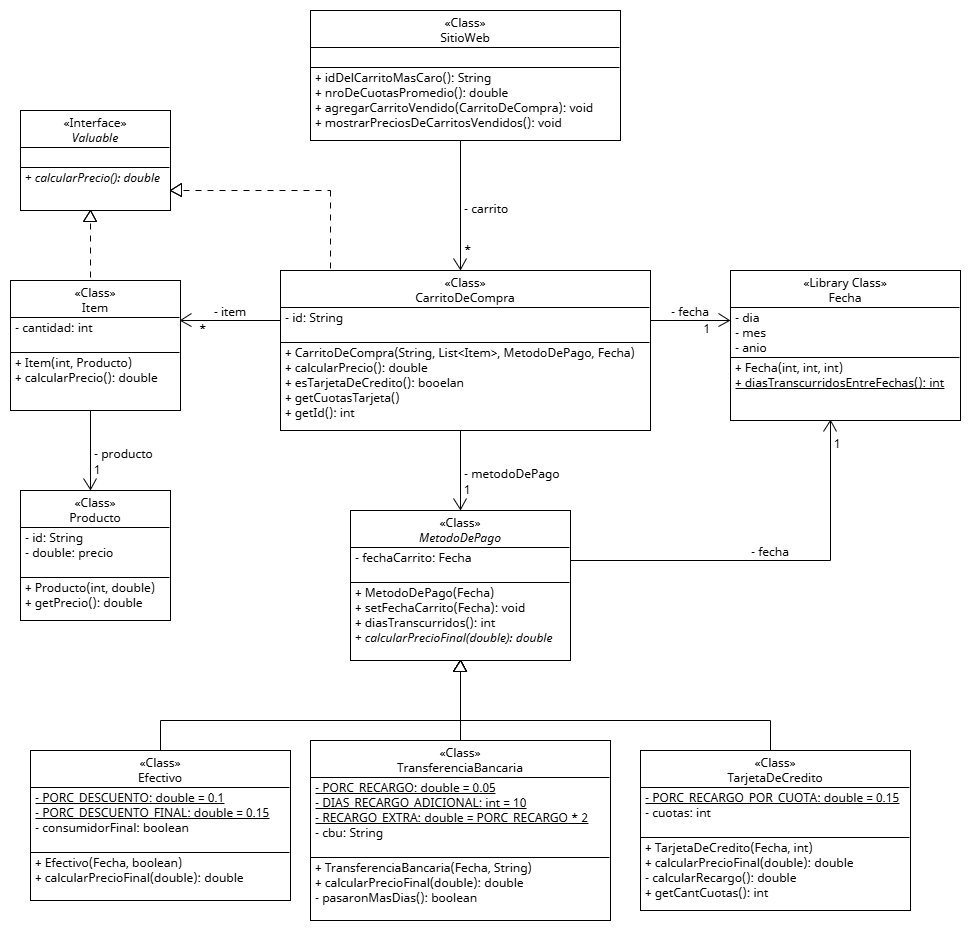 «Class»
SitioWeb
+ idDelCarritoMasCaro(): String
+ nroDeCuotasPromedio(): double
+ agregarCarritoVendido(CarritoDeCompra): void
+ mostrarPreciosDeCarritosVendidos(): void
«Interface»
Valuable
+ calcularPrecio(): double
- carrito
*
«Class»
Item
- cantidad: int
+ Item(int, Producto)
+ calcularPrecio(): double
- item
*
«Class»
CarritoDeCompra
- id: String
+ CarritoDeCompra(String, List<Item>, MetodoDePago, Fecha)
+ calcularPrecio(): double
+ esTarjetaDeCredito(): booelan
+ getCuotasTarjeta()
+ getId(): int
- fecha
1
«Library Class»
Fecha
- dia
- mes
- anio
+ Fecha(int, int, int)
+ diasTranscurridosEntreFechas(): int
- producto
1
- metodoDePago
1
1
«Class»
Producto
- id: String
- double: precio
+ Producto(int, double)
+ getPrecio(): double
«Class»
MetodoDePago
- fechaCarrito: Fecha
+ MetodoDePago(Fecha)
+ setFechaCarrito(Fecha): void
+ diasTranscurridos(): int
+ calcularPrecioFinal(double): double
- fecha
«Class»
Efectivo
- PORC_DESCUENTO: double = 0.1
- PORC_DESCUENTO_FINAL: double = 0.15
- consumidorFinal: boolean
+ Efectivo(Fecha, boolean)
+ calcularPrecioFinal(double): double
«Class»
TransferenciaBancaria
- PORC_RECARGO: double = 0.05
- DIAS_RECARGO_ADICIONAL: int = 10
- RECARGO_EXTRA: double = PORC_RECARGO * 2
- cbu: String
+ TransferenciaBancaria(Fecha, String)
+ calcularPrecioFinal(double): double
- pasaronMasDias(): boolean
«Class»
TarjetaDeCredito
- PORC_RECARGO_POR_CUOTA: double = 0.15
- cuotas: int
+ TarjetaDeCredito(Fecha, int)
+ calcularPrecioFinal(double): double
- calcularRecargo(): double
+ getCantCuotas(): int